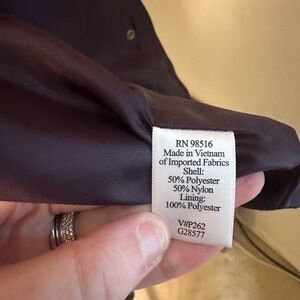 RN 98516
Made in Vietnam
of Imported Fabrics
Shell:
50% Polyester
50% Nylon
Lining:
100% Polyester
V#P262
G28577